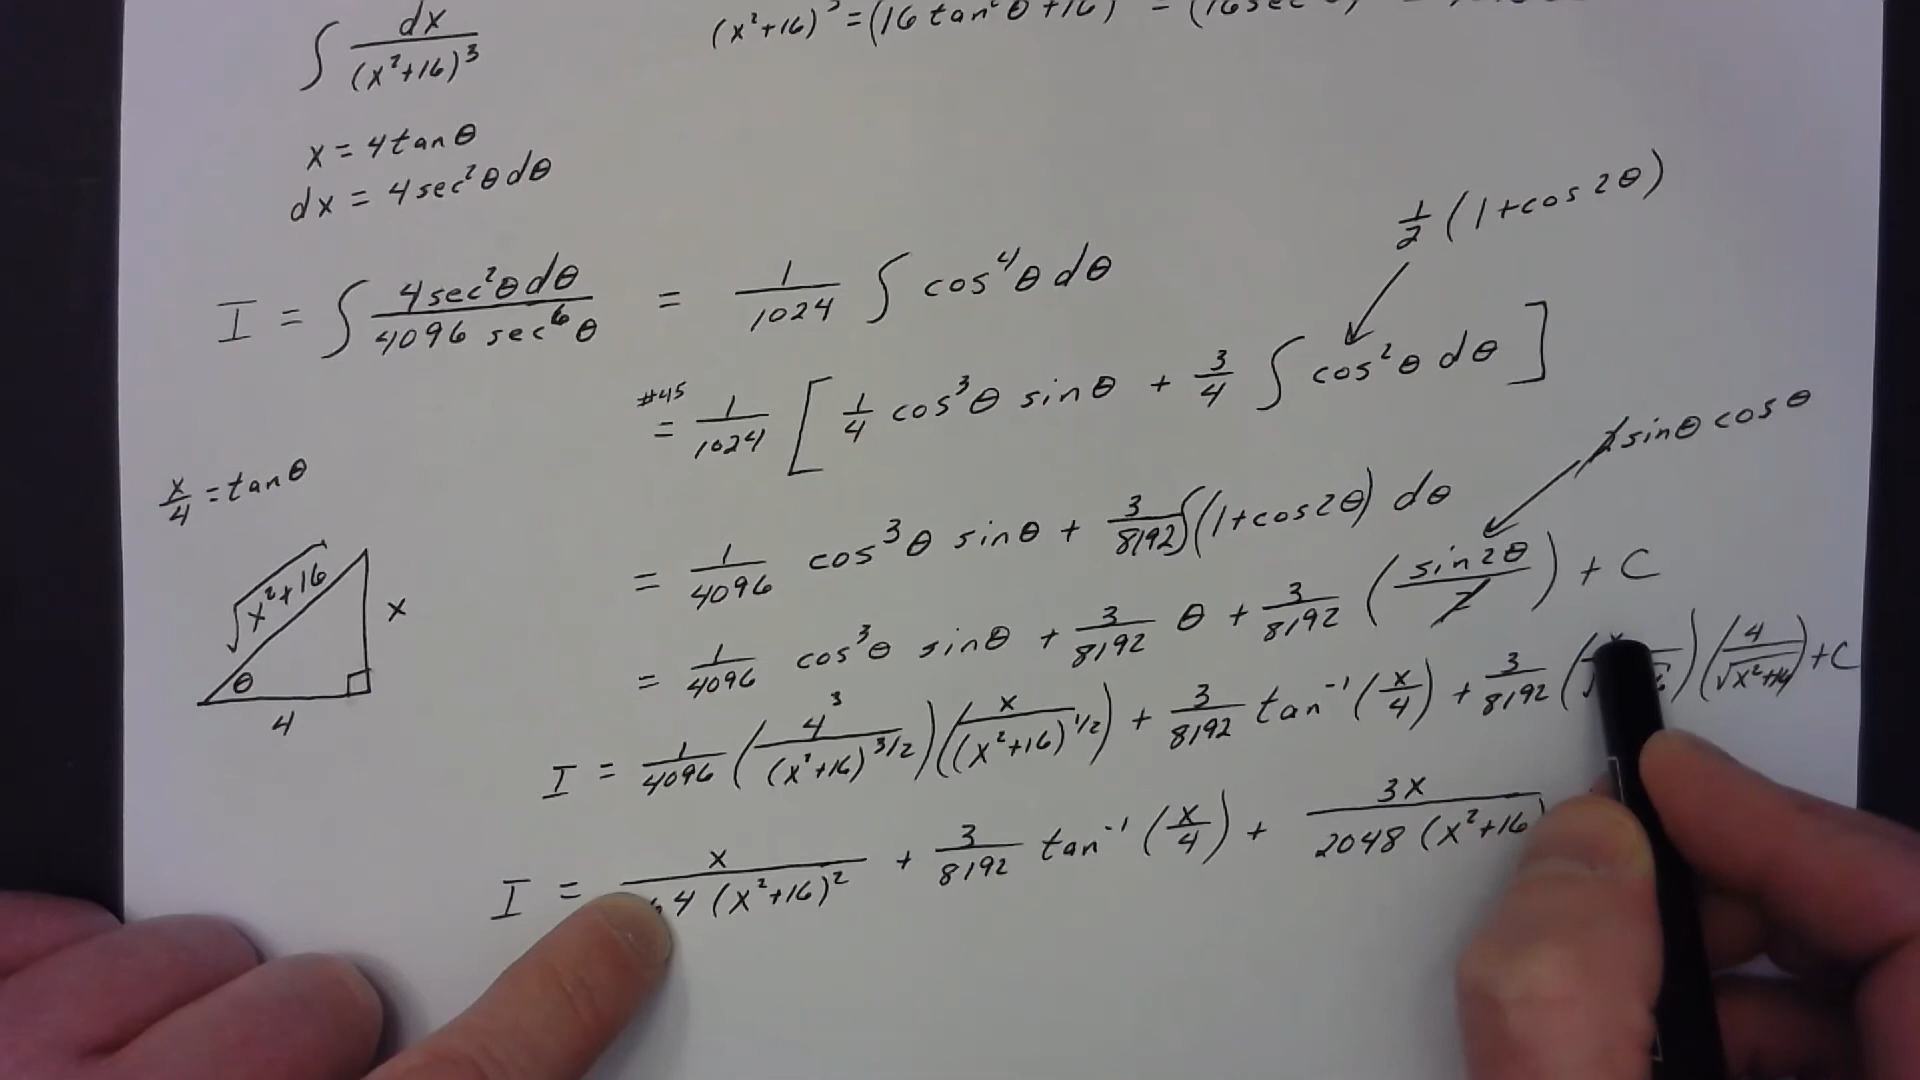 ∫ dx/(x²+16)³
(x²+16)³ = (16 tan²θ + 16)
x = 4 tan θ
dx = 4 sec²θ dθ
½ (1 + cos 2θ)
I = ∫ 4 sec²θ dθ / 4096 sec⁶θ = 1/1024 ∫ cos⁴θ dθ
#45
= 1/1024 [ 1/4 cos³θ sin θ + 3/4 ∫ cos²θ dθ ]
2 sin θ cos θ
x/4 = tan θ
= 1/4096 cos³θ sin θ + 3/8192 ∫(1 + cos 2θ) dθ
√x²+16
x
θ
4
= 1/4096 cos³θ sin θ + 3/8192 θ + 3/8192 (sin 2θ / 2) + C
I = 1/4096 (4³/(x²+16)^3/2)(x/(x²+16)^1/2) + 3/8192 tan⁻¹(x/4) + 3/8192 ( ) (4/√x²+16) + C
I = x/64 (x²+16)² + 3/8192 tan⁻¹(x/4) + 3x/2048 (x²+16)